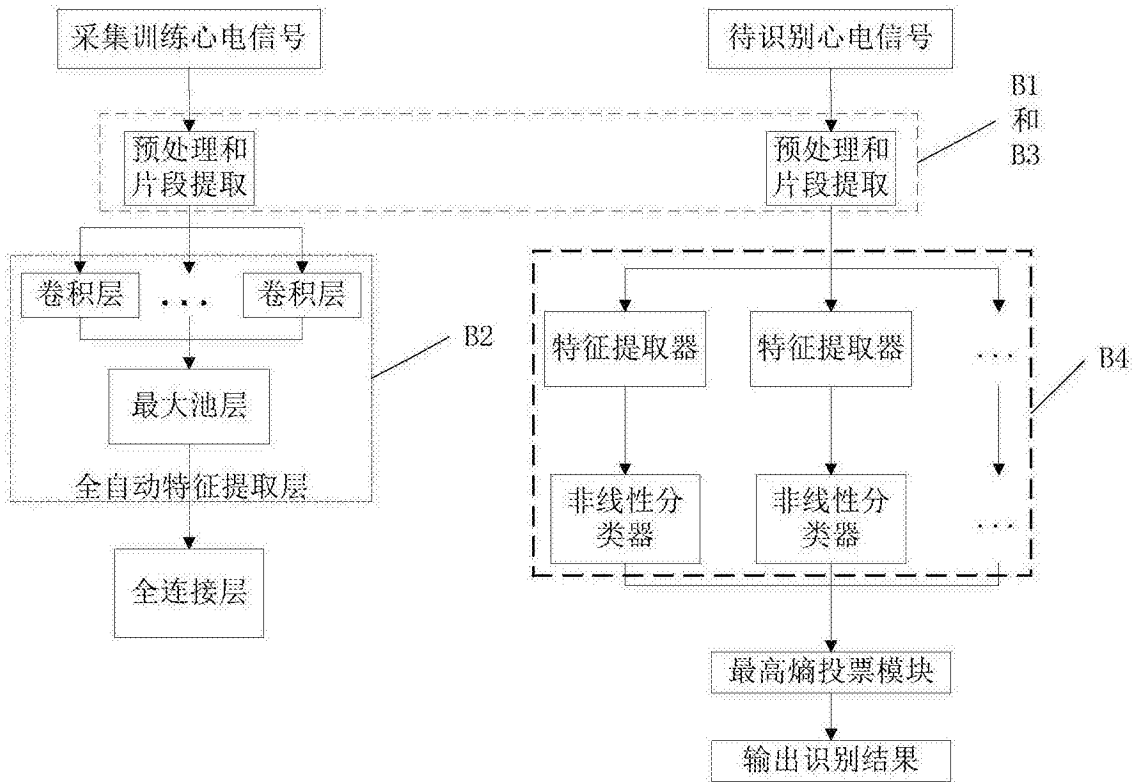 采集训练心电信号
待识别心电信号
B1
和
B3
预处理和
片段提取
预处理和
片段提取
卷积层
...
卷积层
B2
最大池层
全自动特征提取层
全连接层
特征提取器
特征提取器
...
B4
非线性分
类器
非线性分
类器
...
最高熵投票模块
输出识别结果